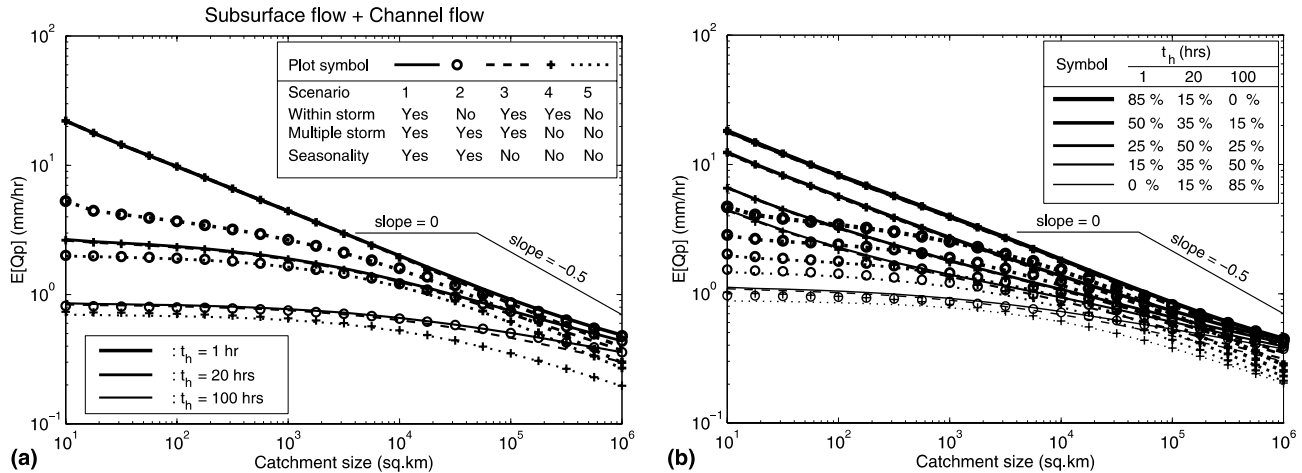 Subsurface flow + Channel flow
Plot symbol
Scenario 1 2 3 4 5
Within storm Yes No Yes Yes No
Multiple storm Yes Yes Yes No No
Seasonality Yes Yes No No No
slope = 0
slope = −0.5
: t_h = 1 hr
: t_h = 20 hrs
: t_h = 100 hrs
10^2
10^1
10^0
10^−1
E[Qp] (mm/hr)
10^1 10^2 10^3 10^4 10^5 10^6
Catchment size (sq.km)
(a)
t_h (hrs)
Symbol 1 20 100
85 % 15 % 0 %
50 % 35 % 15 %
25 % 50 % 25 %
15 % 35 % 50 %
0 % 15 % 85 %
slope = 0
slope = −0.5
10^2
10^1
10^0
10^−1
E[Qp] (mm/hr)
10^1 10^2 10^3 10^4 10^5 10^6
Catchment size (sq.km)
(b)